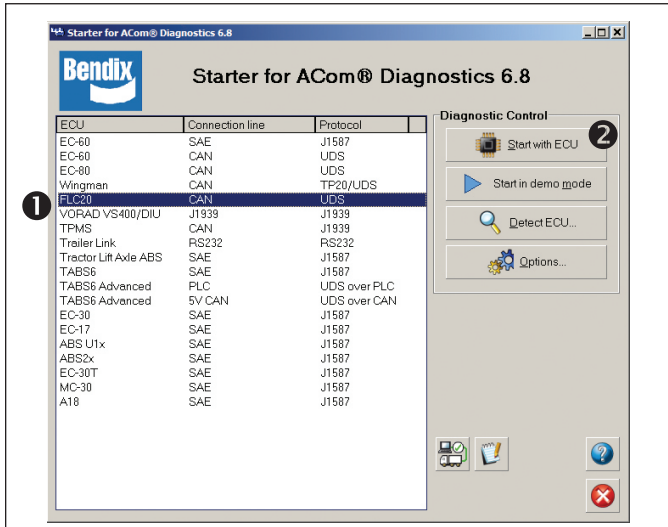 Starter for ACom® Diagnostics 6.8
Bendix
Starter for ACom® Diagnostics 6.8
ECU Connection line Protocol
EC-60 SAE J1587
EC-60 CAN UDS
EC-80 CAN UDS
Wingman CAN TP20/UDS
1 FLC20 CAN UDS
VORAD VS400/DIU J1939 J1939
TPMS CAN J1939
Trailer Link RS232 RS232
Tractor Lift Axle ABS SAE J1587
TABS6 SAE J1587
TABS6 Advanced PLC UDS over PLC
TABS6 Advanced 5V CAN UDS over CAN
EC-30 SAE J1587
EC-17 SAE J1587
ABS U1x SAE J1587
ABS2x SAE J1587
EC-30T SAE J1587
MC-30 SAE J1587
A18 SAE J1587
Diagnostic Control
Start with ECU 2
Start in demo mode
Detect ECU...
Options...